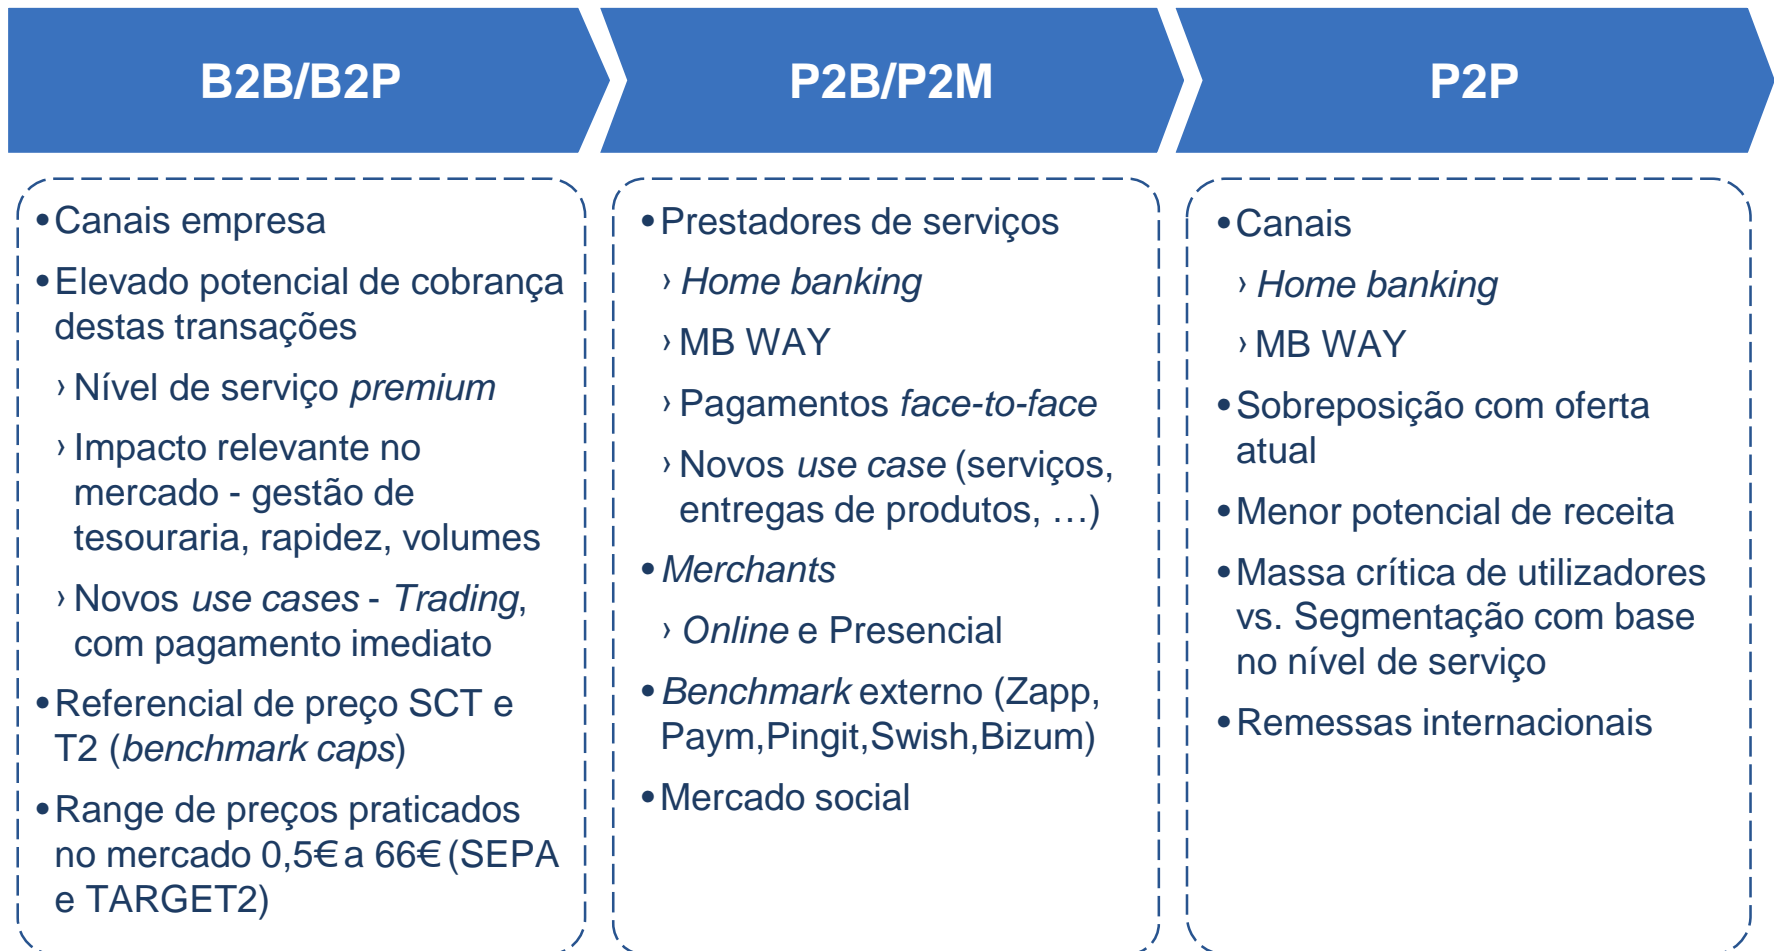 B2B/B2P
P2B/P2M
P2P
•Canais empresa
•Elevado potencial de cobrança
destas transações
› Nível de serviço premium
› Impacto relevante no
mercado - gestão de
tesouraria, rapidez, volumes
› Novos use cases - Trading,
com pagamento imediato
•Referencial de preço SCT e
T2 (benchmark caps)
•Range de preços praticados
no mercado 0,5€ a 66€ (SEPA
e TARGET2)
•Prestadores de serviços
› Home banking
› MB WAY
› Pagamentos face-to-face
› Novos use case (serviços,
entregas de produtos, …)
•Merchants
› Online e Presencial
•Benchmark externo (Zapp,
Paym,Pingit,Swish,Bizum)
•Mercado social
•Canais
› Home banking
› MB WAY
•Sobreposição com oferta
atual
•Menor potencial de receita
•Massa crítica de utilizadores
vs. Segmentação com base
no nível de serviço
•Remessas internacionais